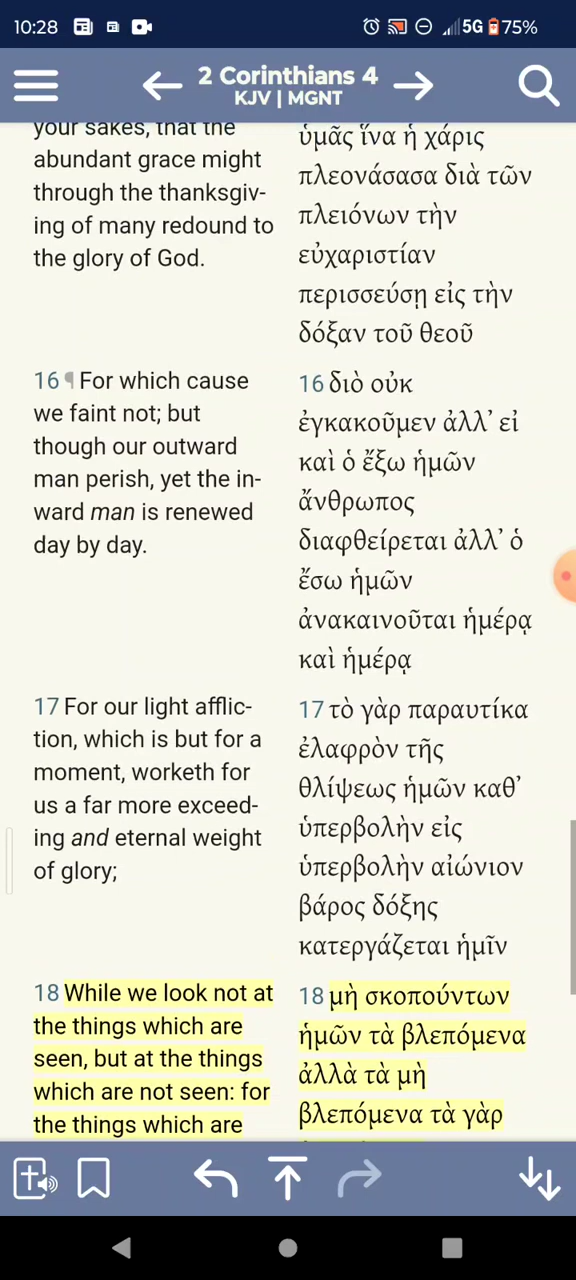 10:28
5G 75%
2 Corinthians 4
KJV | MGNT
your sakes, that the
abundant grace might
through the thanksgiv-
ing of many redound to
the glory of God.
ὑμᾶς ἵνα ἡ χάρις
πλεονάσασα διὰ τῶν
πλειόνων τὴν
εὐχαριστίαν
περισσεύσῃ εἰς τὴν
δόξαν τοῦ θεοῦ
16 ¶ For which cause
we faint not; but
though our outward
man perish, yet the in-
ward man is renewed
day by day.
16 διὸ οὐκ
ἐγκακοῦμεν ἀλλ’ εἰ
καὶ ὁ ἔξω ἡμῶν
ἄνθρωπος
διαφθείρεται ἀλλ’ ὁ
ἔσω ἡμῶν
ἀνακαινοῦται ἡμέρᾳ
καὶ ἡμέρᾳ
17 For our light afflic-
tion, which is but for a
moment, worketh for
us a far more exceed-
ing and eternal weight
of glory;
17 τὸ γὰρ παραυτίκα
ἐλαφρὸν τῆς
θλίψεως ἡμῶν καθ’
ὑπερβολὴν εἰς
ὑπερβολὴν αἰώνιον
βάρος δόξης
κατεργάζεται ἡμῖν
18 While we look not at
the things which are
seen, but at the things
which are not seen: for
the things which are
18 μὴ σκοπούντων
ἡμῶν τὰ βλεπόμενα
ἀλλὰ τὰ μὴ
βλεπόμενα τὰ γὰρ